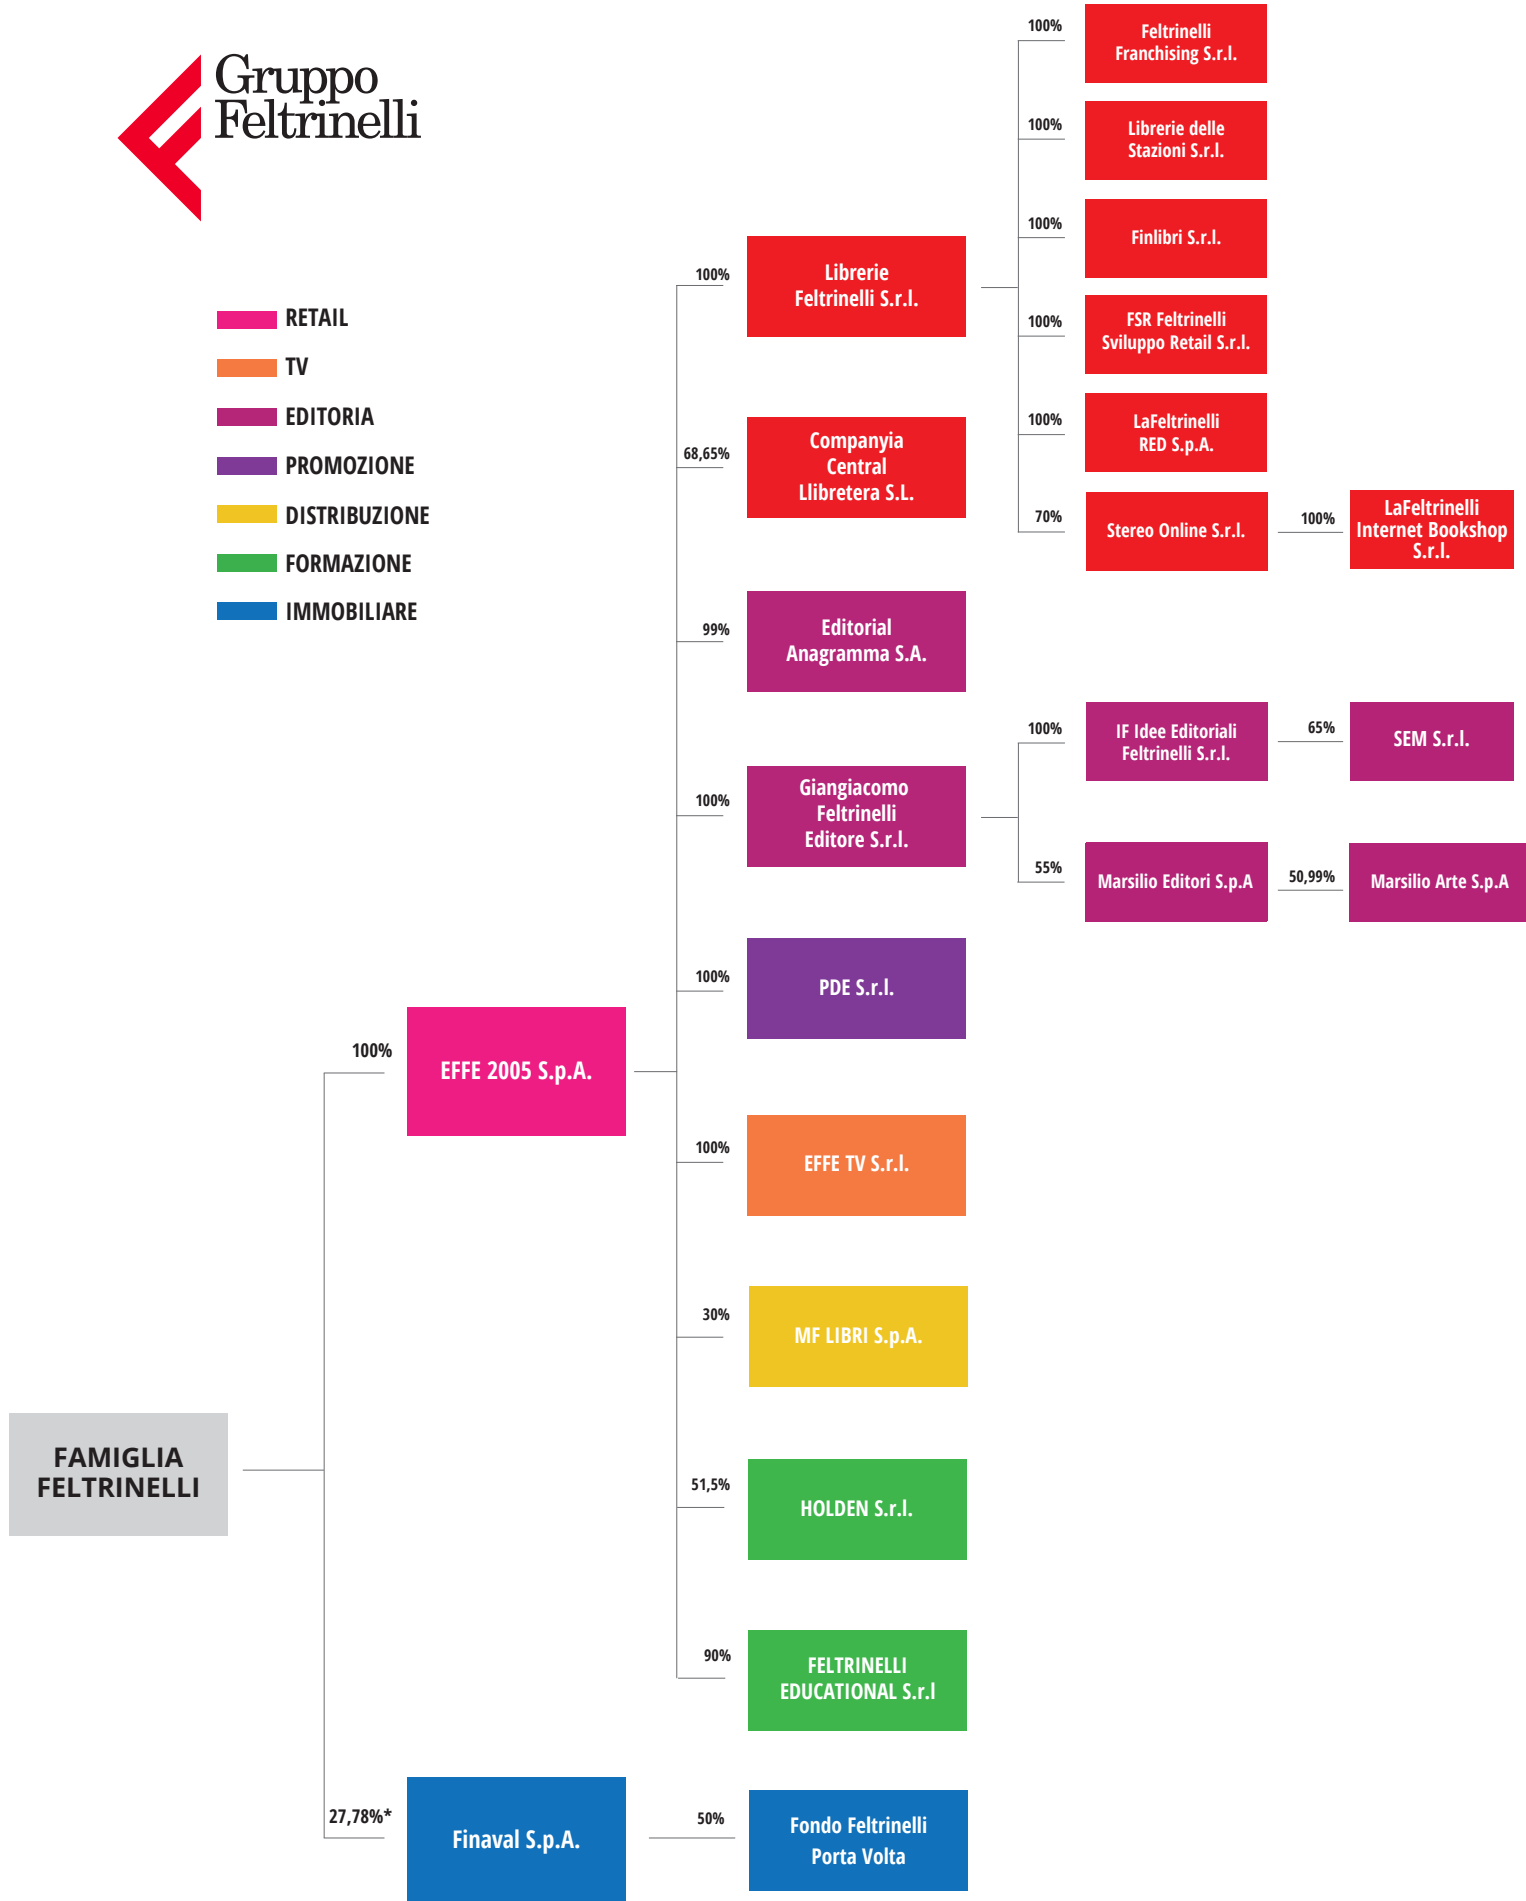 Gruppo
Feltrinelli
RETAIL
TV
EDITORIA
PROMOZIONE
DISTRIBUZIONE
FORMAZIONE
IMMOBILIARE
FAMIGLIA
FELTRINELLI
100%
EFFE 2005 S.p.A.
27,78%*
Finaval S.p.A.
50%
Fondo Feltrinelli
Porta Volta
100%
Librerie
Feltrinelli S.r.l.
68,65%
Companyia
Central
Llibretera S.L.
99%
Editorial
Anagramma S.A.
100%
Giangiacomo
Feltrinelli
Editore S.r.l.
100%
PDE S.r.l.
100%
EFFE TV S.r.l.
30%
MF LIBRI S.p.A.
51,5%
HOLDEN S.r.l.
90%
FELTRINELLI
EDUCATIONAL S.r.l
100%
Feltrinelli
Franchising S.r.l.
100%
Librerie delle
Stazioni S.r.l.
100%
Finlibri S.r.l.
100%
FSR Feltrinelli
Sviluppo Retail S.r.l.
100%
LaFeltrinelli
RED S.p.A.
70%
Stereo Online S.r.l.
100%
LaFeltrinelli
Internet Bookshop
S.r.l.
100%
IF Idee Editoriali
Feltrinelli S.r.l.
65%
SEM S.r.l.
55%
Marsilio Editori S.p.A
50,99%
Marsilio Arte S.p.A